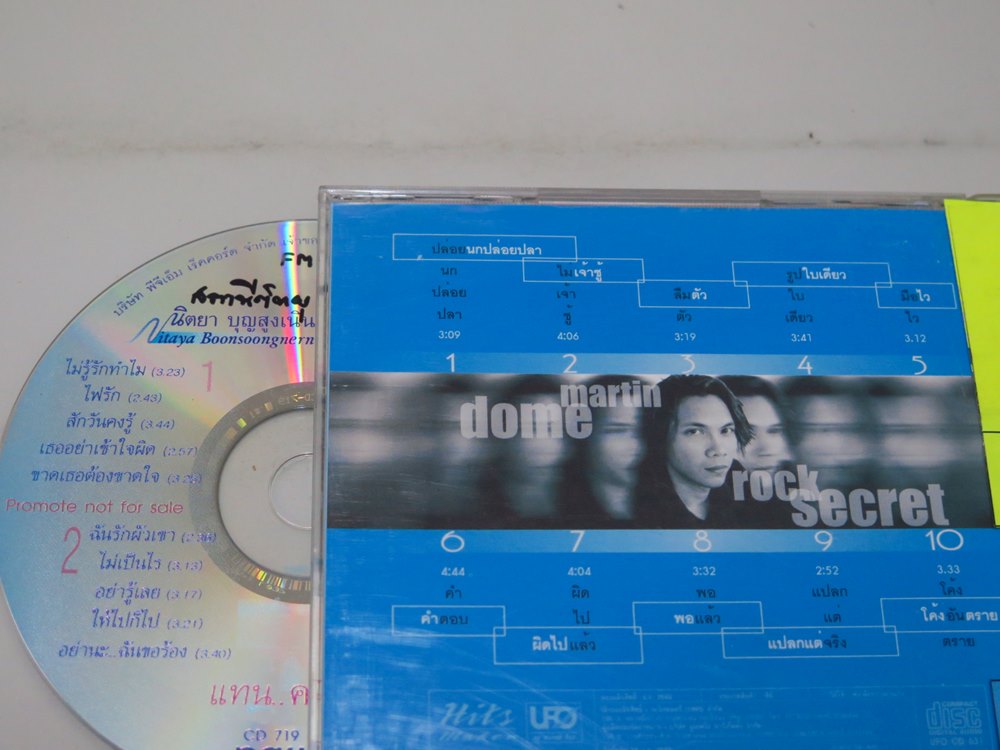 บริษัท พีจีเอ็ม เรคคอร์ด จำกัด เจ้าขอ
FM
นิตยา บุญสูงเนิน
Nitaya Boonsoongnern
1
ไม่รู้รักทำไม (3.23)
ไฟรัก (2.43)
สักวันคงรู้ (3.44)
เธออย่าเข้าใจผิด (2.57)
ขาดเธอต้องขาดใจ
Promote not for sale
2
ฉันรักผัวเขา
ไม่เป็นไร (3.13)
อย่ารู้เลย (3.17)
ให้ไปก็ไป (3.21)
อย่านะ...ฉันขอร้อง (3.40)
แทน..ค
CD 719
ปล่อยนกปล่อยปลา
ไม่เจ้าชู้
รูปใบเดียว
ลืมตัว
มือไว
นก
ปล่อย
ปลา
เจ้า
ชู้
ตัว
ใบ
เดียว
ไว
3:09 4:06 3:19 3:41 3.12
1 2 3 4 5
dome martin
rock secret
6 7 8 9 10
4:44 4:04 3:32 2:52 3.33
คำ ผิด พอ แปลก โค้ง
คำตอบ ไป พอแล้ว แต่ โค้งอันตราย
ผิดไปแล้ว แปลกแต่จริง ตราย
Hits Maker
UFO
COMPACT
disc
DIGITAL AUDIO